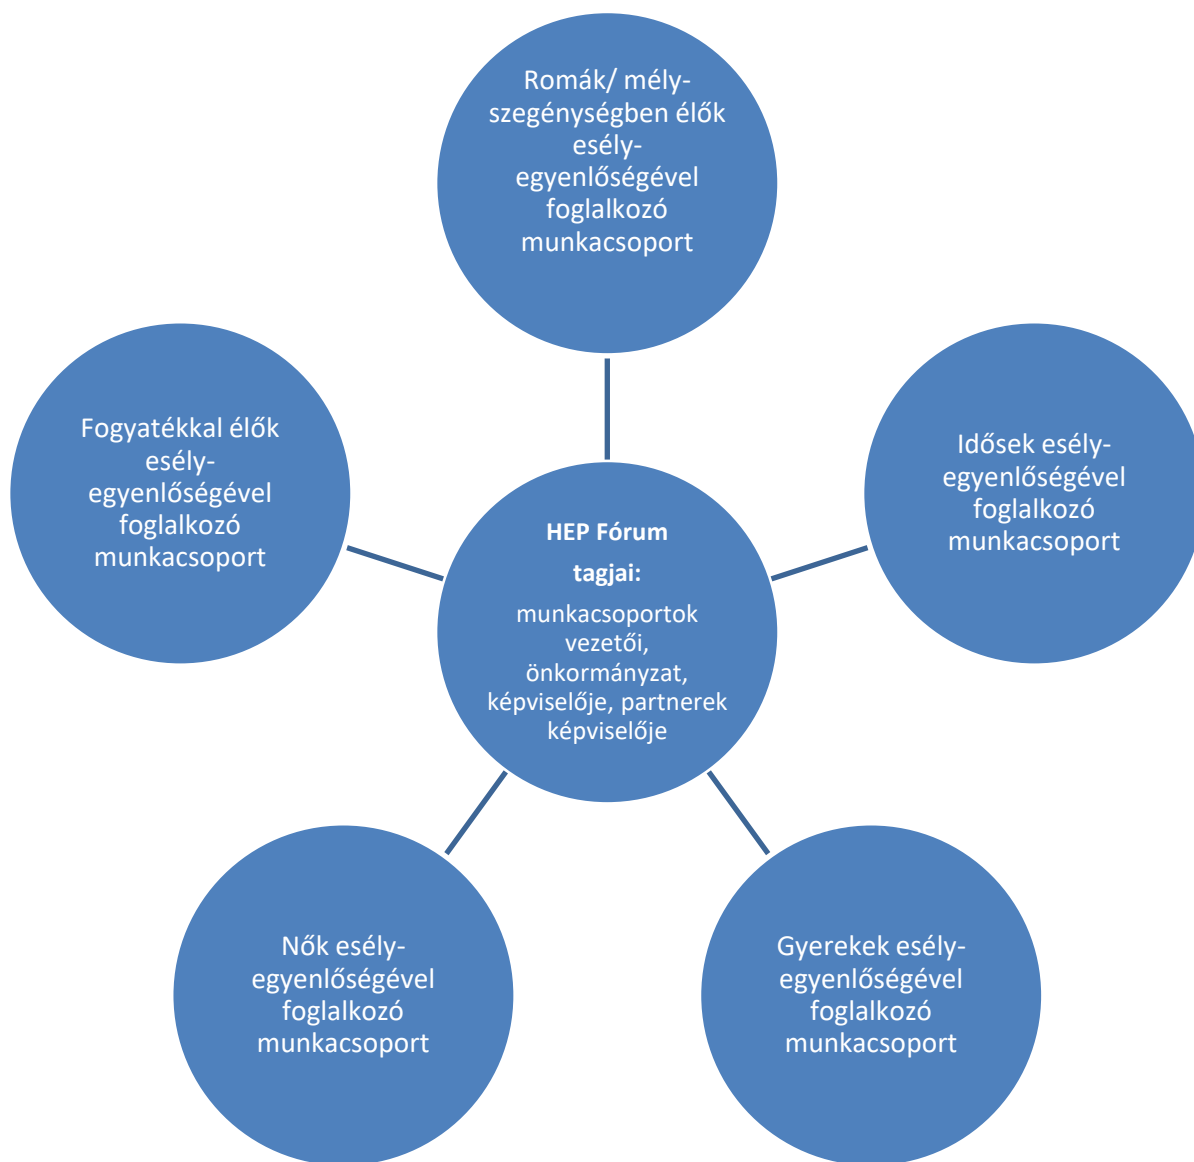 Romák/ mély-
szegénységben élők
esély-
egyenlőségével
foglalkozó
munkacsoport
Fogyatékkal élők
esély-
egyenlőségével
foglalkozó
munkacsoport
Idősek esély-
egyenlőségével
foglalkozó
munkacsoport
HEP Fórum
tagjai:
munkacsoportok
vezetői,
önkormányzat,
képviselője, partnerek
képviselője
Nők esély-
egyenlőségével
foglalkozó
munkacsoport
Gyerekek esély-
egyenlőségével
foglalkozó
munkacsoport